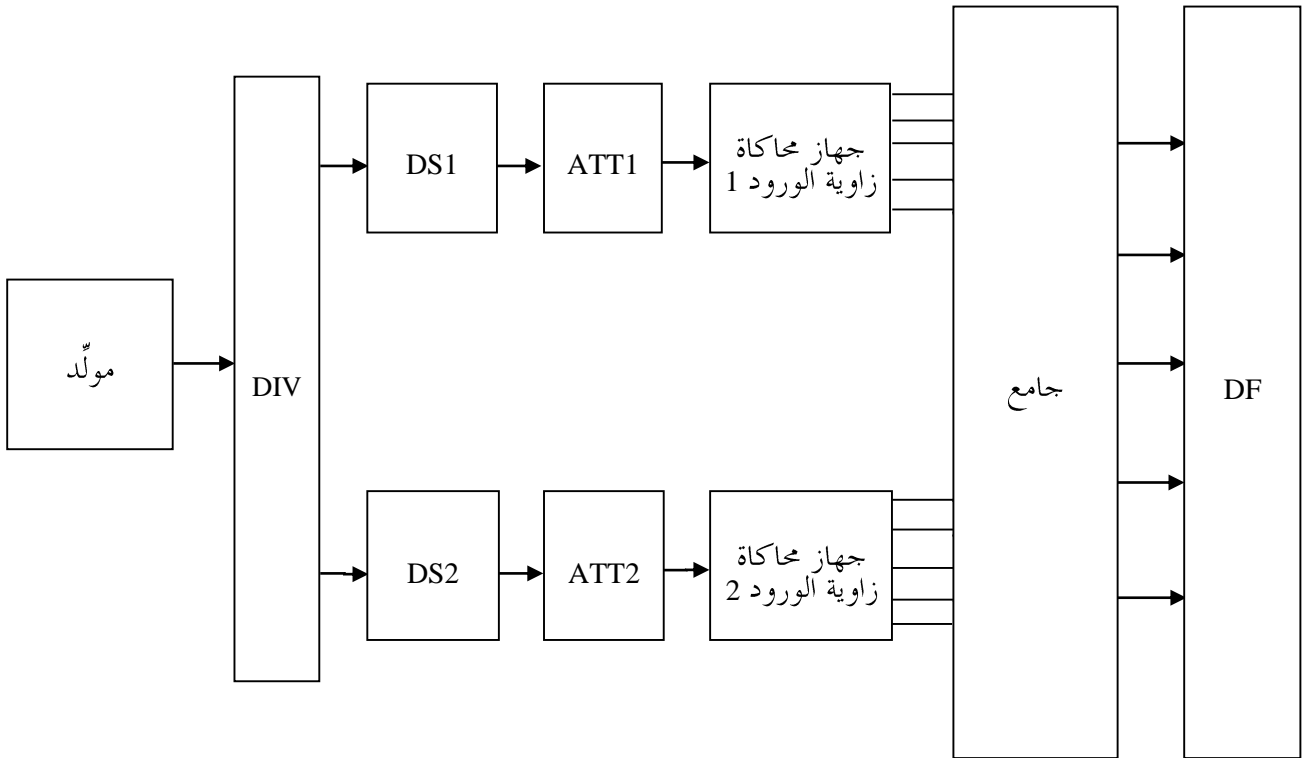 مولِّد
DIV
DS1
ATT1
جهاز محاكاة
زاوية الورود 1
DS2
ATT2
جهاز محاكاة
زاوية الورود 2
جامع
DF